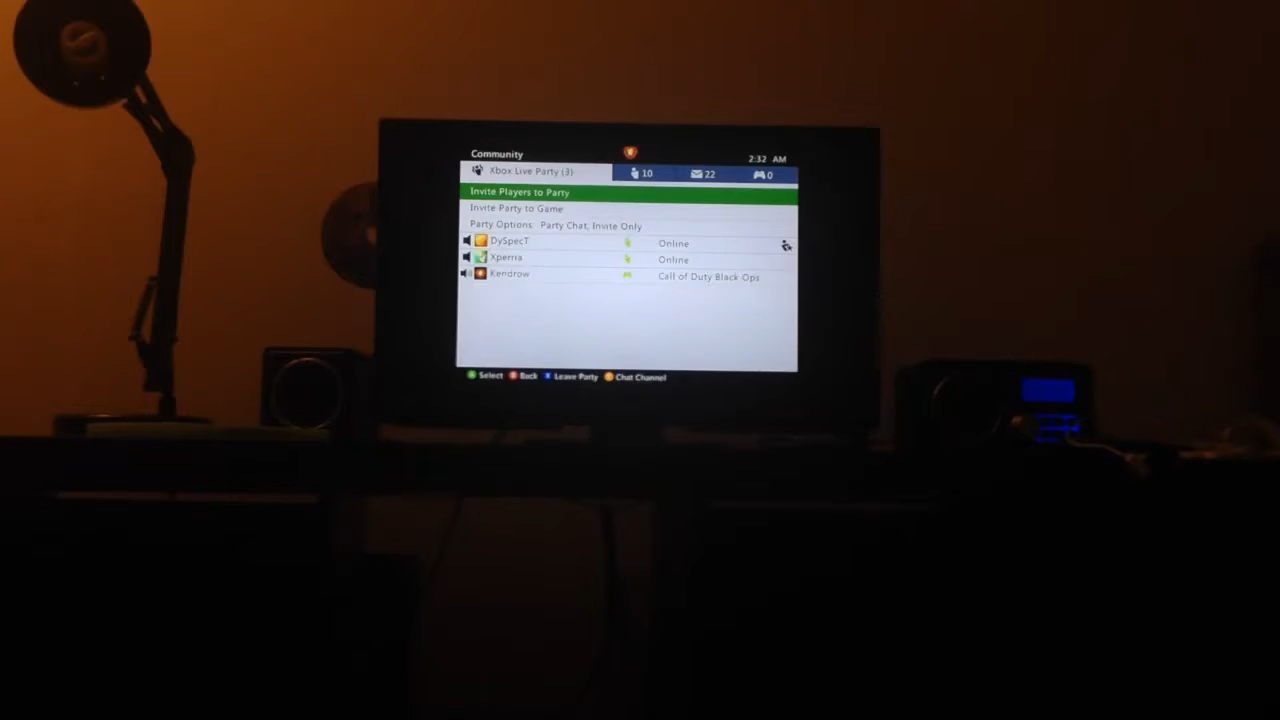 Community 2:32 AM
Xbox Live Party (3) 10 22 0
Invite Players to Party
Invite Party to Game
Party Options: Party Chat, Invite Only
DySpecT Online
Xperria Online
Kendrow Call of Duty Black Ops
A Select B Back X Leave Party Y Chat Channel